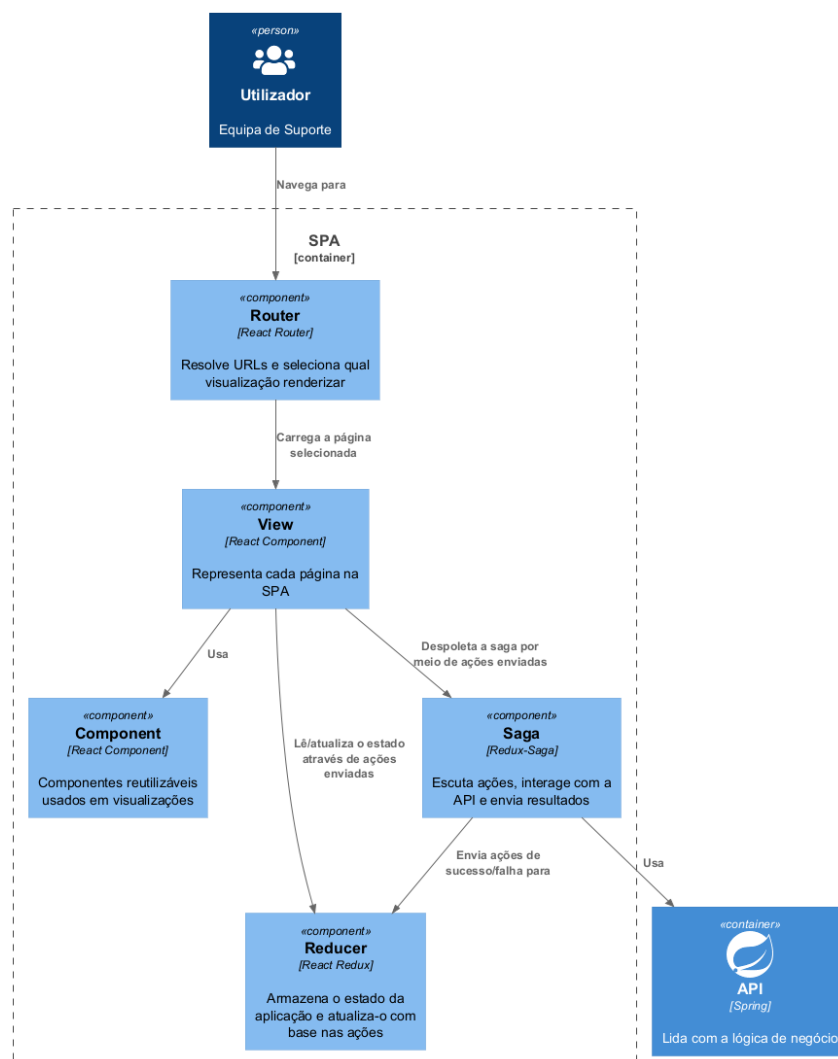 «person»
Utilizador
Equipa de Suporte
Navega para
SPA
[container]
«component»
Router
[React Router]
Resolve URLs e seleciona qual
visualização renderizar
Carrega a página
selecionada
«component»
View
[React Component]
Representa cada página na
SPA
Usa
Despoleta a saga por
meio de ações enviadas
«component»
Component
[React Component]
Componentes reutilizáveis
usados em visualizações
Lê/atualiza o estado
através de ações
enviadas
«component»
Saga
[Redux-Saga]
Escuta ações, interage com a
API e envia resultados
Envia ações de
sucesso/falha para
Usa
«component»
Reducer
[React Redux]
Armazena o estado da
aplicação e atualiza-o com
base nas ações
«container»
API
[Spring]
Lida com a lógica de negócio